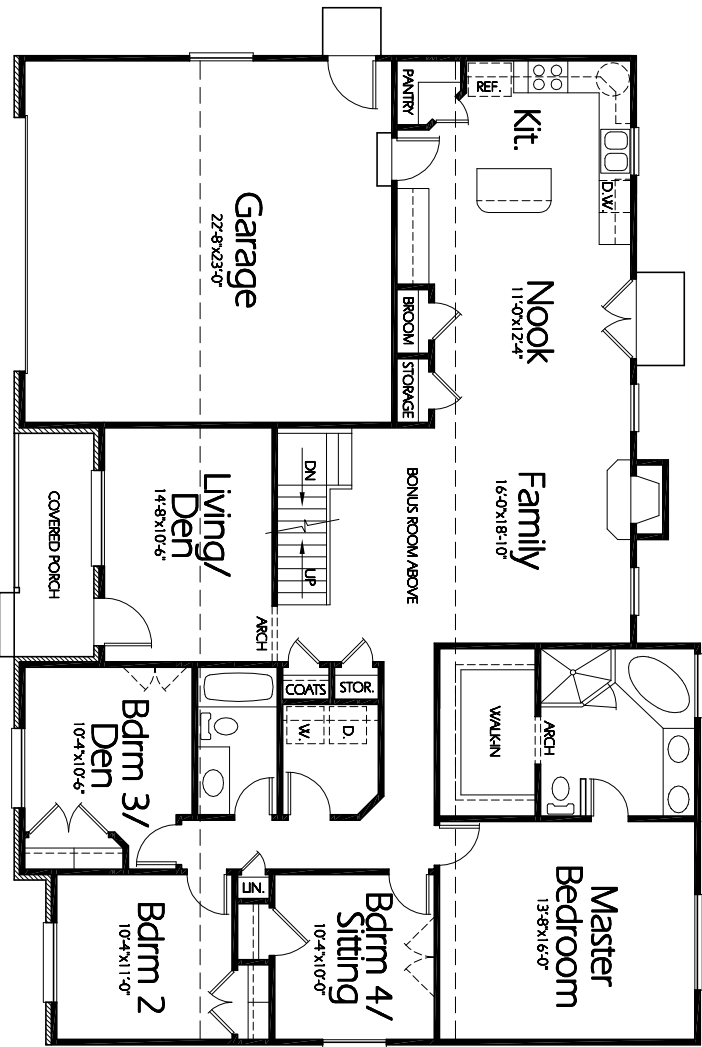 PANTRY
REF.
Kit.
D.W.
Garage
22'-8"x23'-0"
Nook
11'-0"x12'-4"
BROOM
STORAGE
Living/
Den
14'-8"x10'-6"
DN
UP
BONUS ROOM ABOVE
Family
16'-0"x18'-10"
COVERED PORCH
ARCH
COATS
STOR.
W.
D.
WALK-IN
ARCH
Bdrm 3/
Den
10'-4"x10'-6"
LIN.
Bdrm 2
10'-4"x11'-0"
Bdrm 4/
Sitting
10'-4"x10'-0"
Master
Bedroom
13'-8"x16'-0"